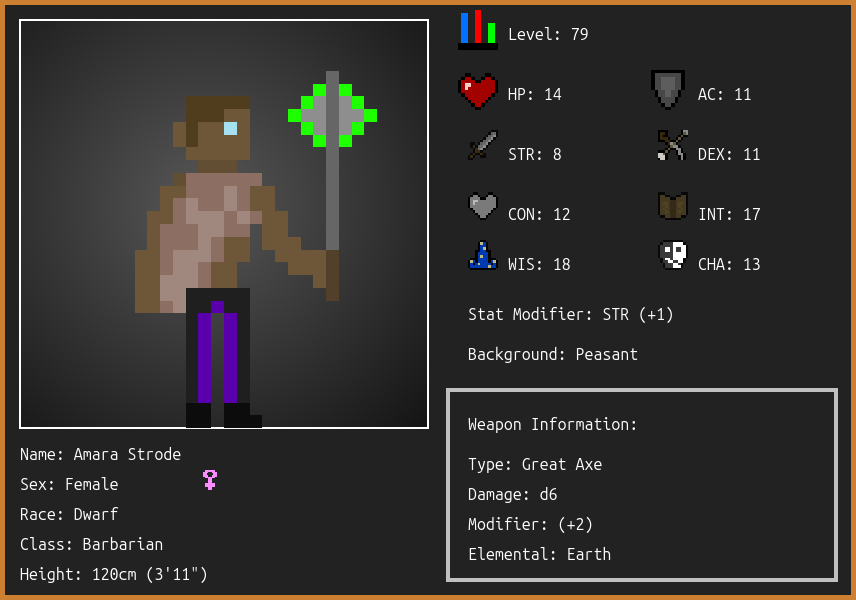 Level: 79
HP: 14
AC: 11
STR: 8
DEX: 11
CON: 12
INT: 17
WIS: 18
CHA: 13
Stat Modifier: STR (+1)
Background: Peasant
Weapon Information:
Type: Great Axe
Damage: d6
Modifier: (+2)
Elemental: Earth
Name: Amara Strode
Sex: Female
Race: Dwarf
Class: Barbarian
Height: 120cm (3'11")